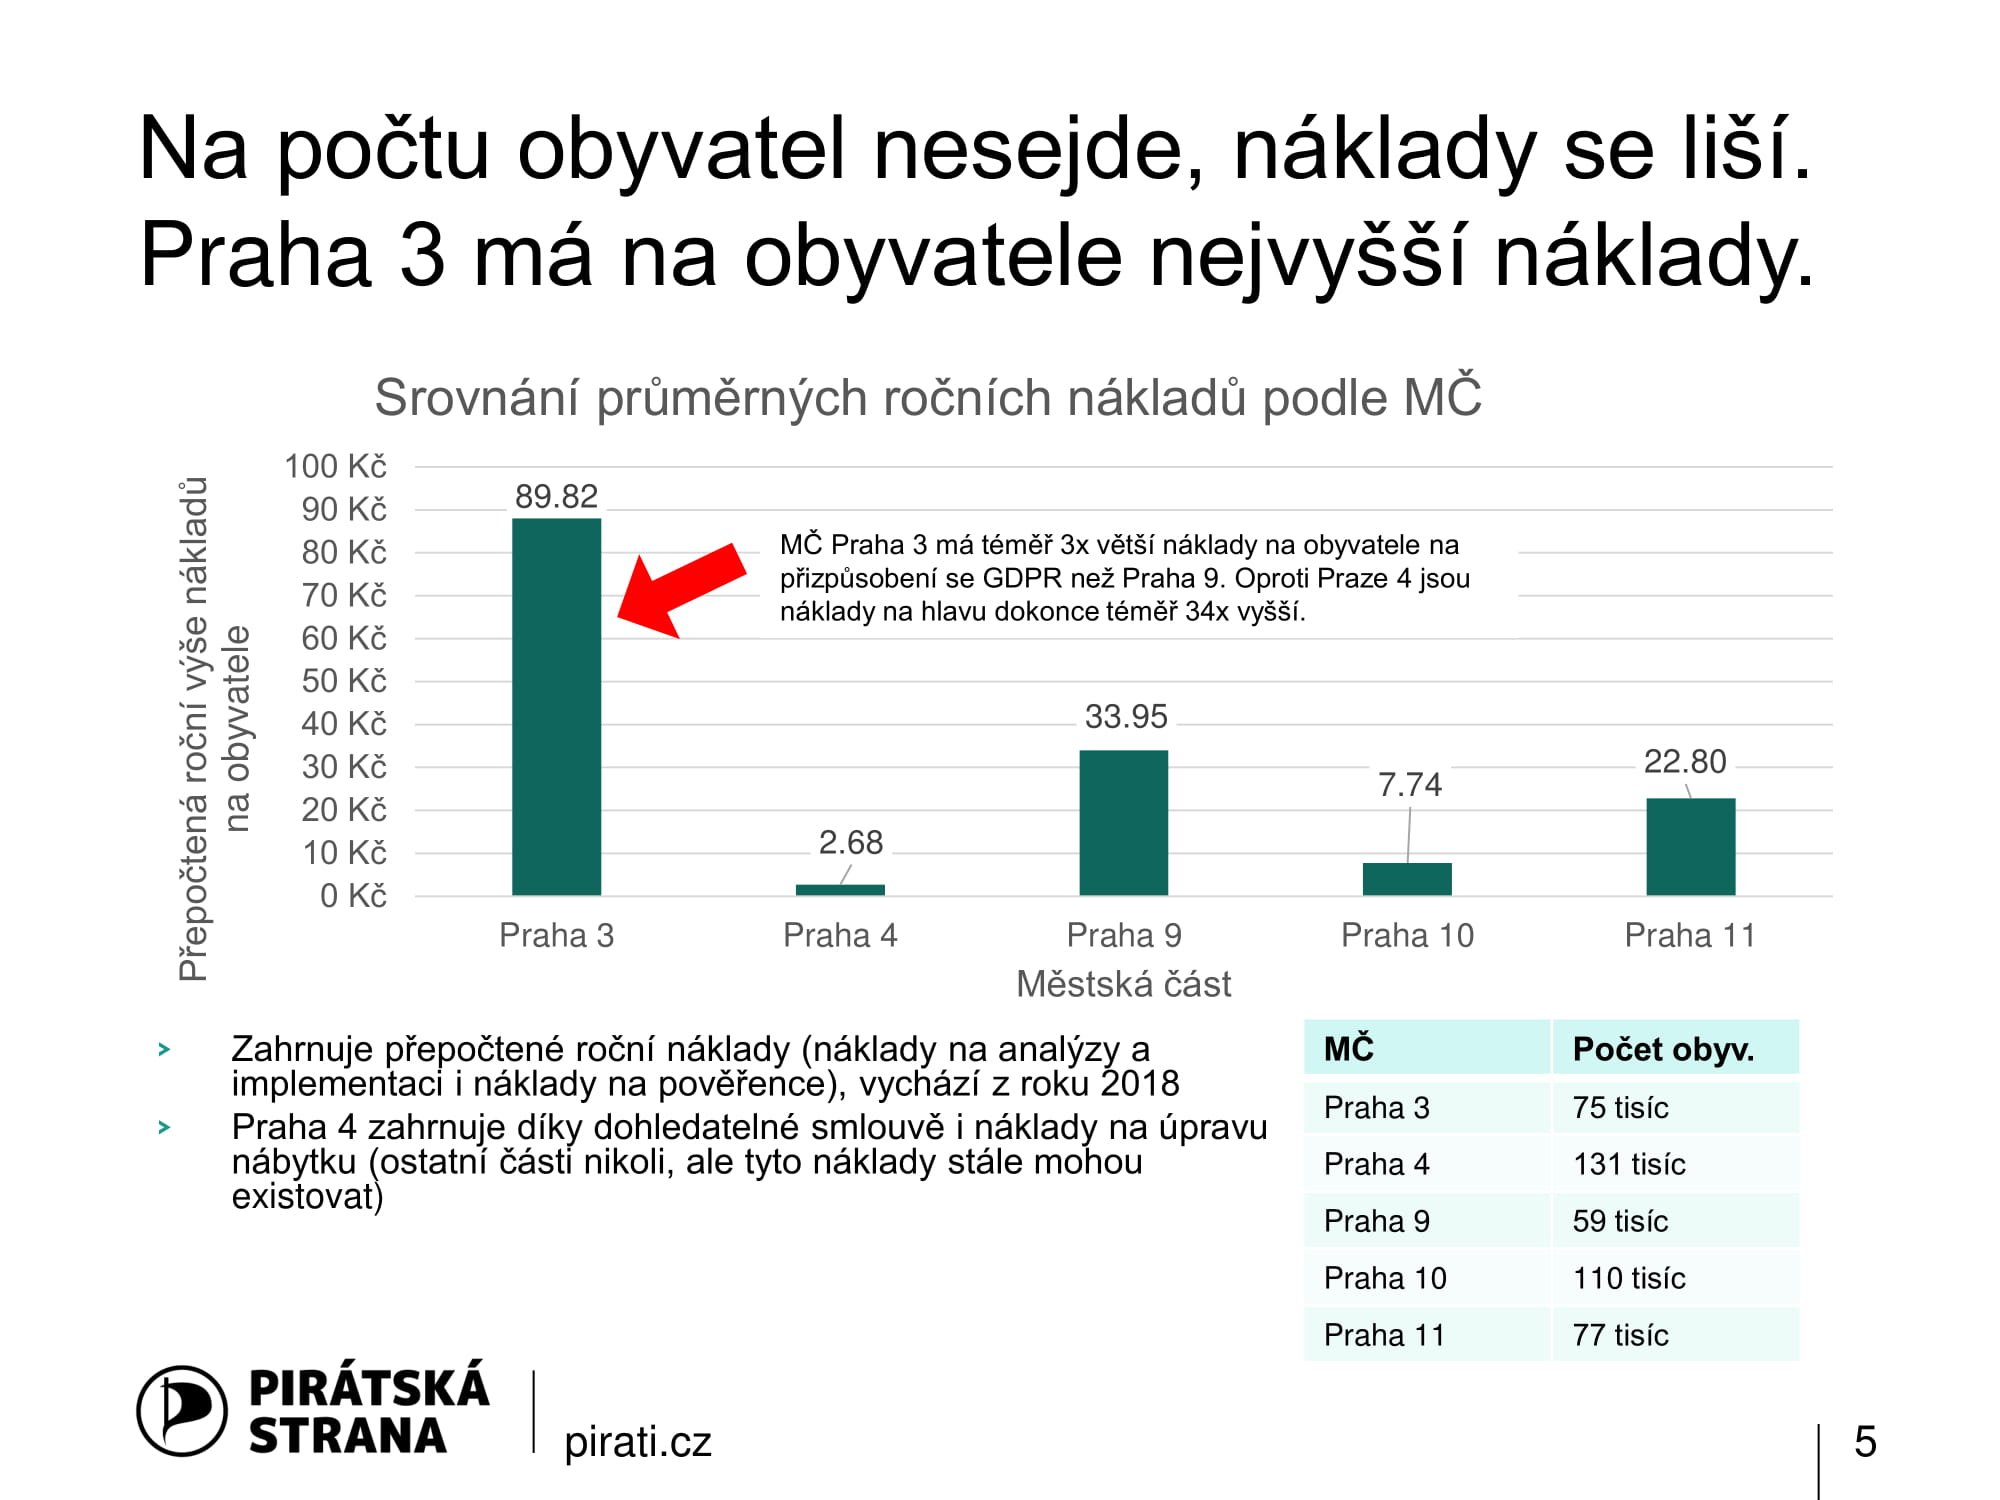 Na počtu obyvatel nesejde, náklady se liší.
Praha 3 má na obyvatele nejvyšší náklady.
Srovnání průměrných ročních nákladů podle MČ
Přepočtená roční výše nákladů
na obyvatele
100 Kč
90 Kč
80 Kč
70 Kč
60 Kč
50 Kč
40 Kč
30 Kč
20 Kč
10 Kč
0 Kč
89.82
2.68
33.95
7.74
22.80
MČ Praha 3 má téměř 3x větší náklady na obyvatele na
přizpůsobení se GDPR než Praha 9. Oproti Praze 4 jsou
náklady na hlavu dokonce téměř 34x vyšší.
Praha 3
Praha 4
Praha 9
Praha 10
Praha 11
Městská část
> Zahrnuje přepočtené roční náklady (náklady na analýzy a
implementaci i náklady na pověřence), vychází z roku 2018
> Praha 4 zahrnuje díky dohledatelné smlouvě i náklady na úpravu
nábytku (ostatní části nikoli, ale tyto náklady stále mohou
existovat)
MČ Počet obyv.
Praha 3 75 tisíc
Praha 4 131 tisíc
Praha 9 59 tisíc
Praha 10 110 tisíc
Praha 11 77 tisíc
PIRÁTSKÁ
STRANA
pirati.cz
5